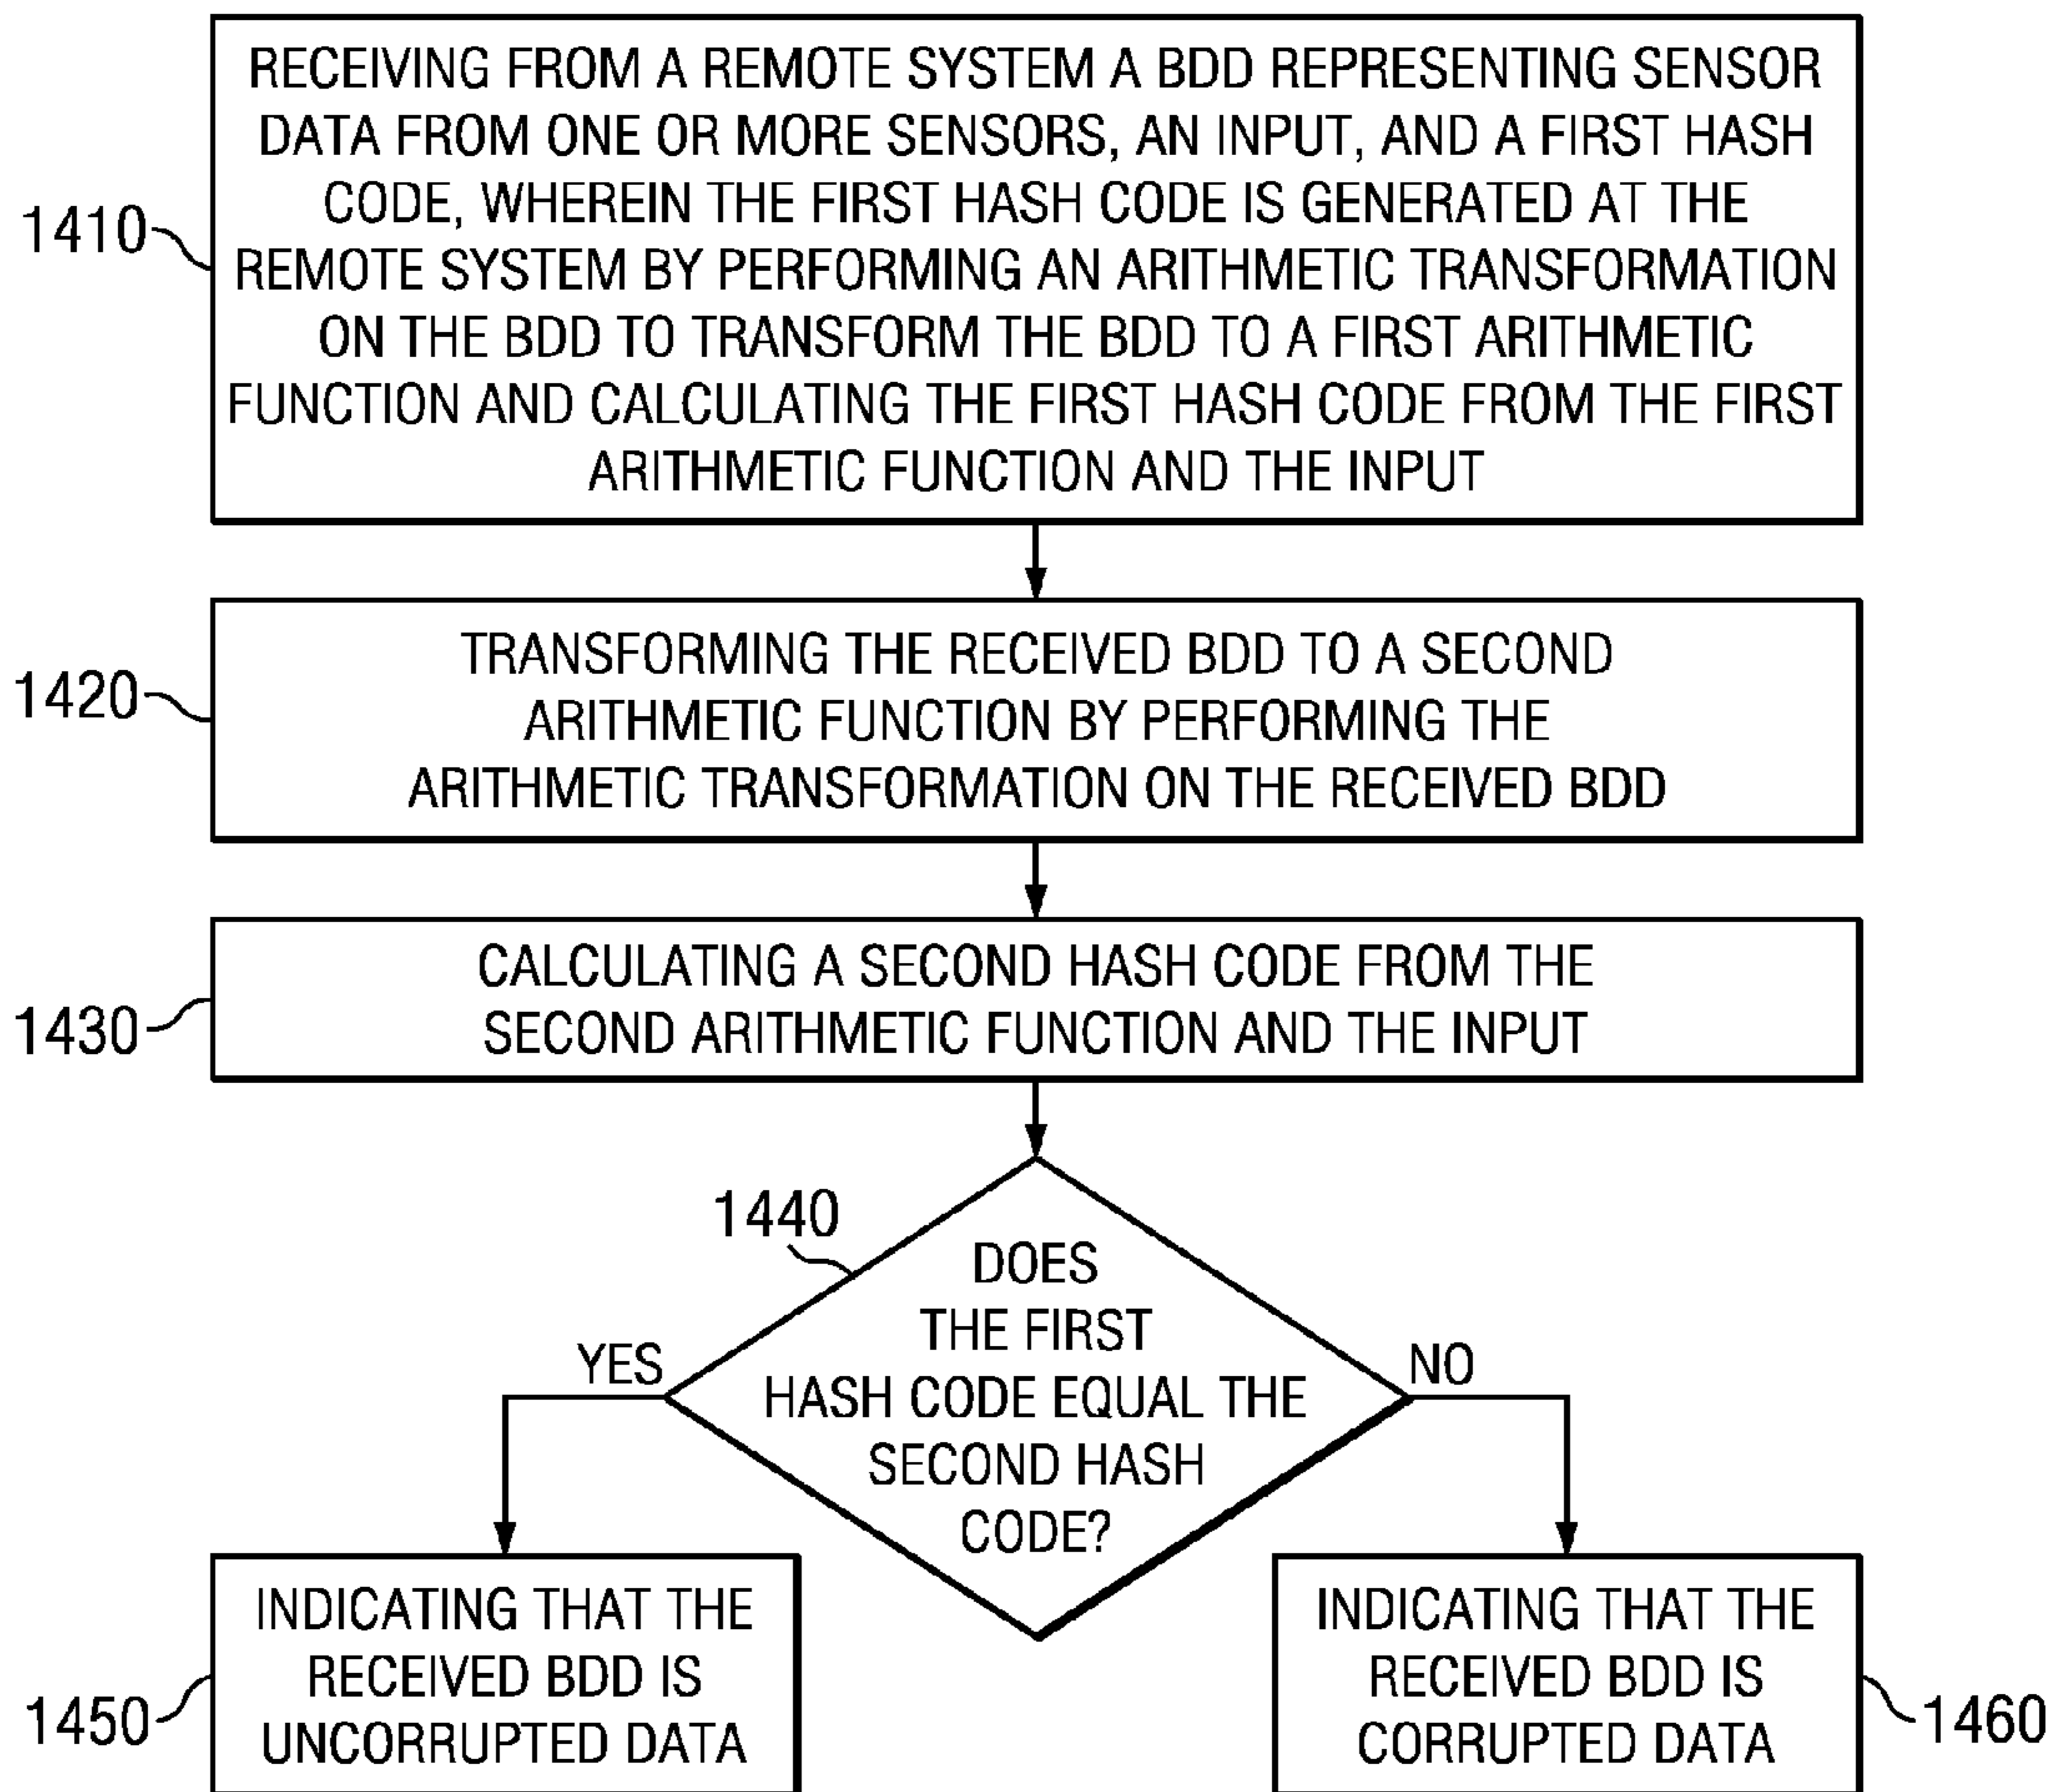 RECEIVING FROM A REMOTE SYSTEM A BDD REPRESENTING SENSOR
DATA FROM ONE OR MORE SENSORS, AN INPUT, AND A FIRST HASH
CODE, WHEREIN THE FIRST HASH CODE IS GENERATED AT THE
1410
REMOTE SYSTEM BY PERFORMING AN ARITHMETIC TRANSFORMATION
ON THE BDD TO TRANSFORM THE BDD TO A FIRST ARITHMETIC
FUNCTION AND CALCULATING THE FIRST HASH CODE FROM THE FIRST
ARITHMETIC FUNCTION AND THE INPUT
TRANSFORMING THE RECEIVED BDD TO A SECOND
1420
ARITHMETIC FUNCTION BY PERFORMING THE
ARITHMETIC TRANSFORMATION ON THE RECEIVED BDD
CALCULATING A SECOND HASH CODE FROM THE
1430
SECOND ARITHMETIC FUNCTION AND THE INPUT
1440
DOES
THE FIRST
HASH CODE EQUAL THE
SECOND HASH
CODE?
YES
NO
INDICATING THAT THE
RECEIVED BDD IS
UNCORRUPTED DATA
1450
INDICATING THAT THE
RECEIVED BDD IS
CORRUPTED DATA
1460